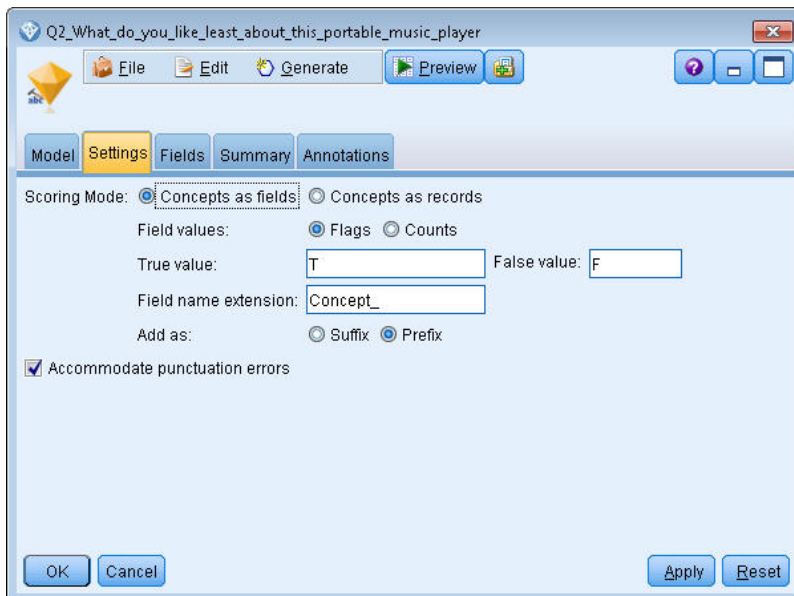 Q2_What_do_you_like_least_about_this_portable_music_player
File Edit Generate Preview
abc
Model Settings Fields Summary Annotations
Scoring Mode: Concepts as fields Concepts as records
Field values: Flags Counts
True value: T False value: F
Field name extension: Concept_
Add as: Suffix Prefix
Accommodate punctuation errors
OK Cancel Apply Reset